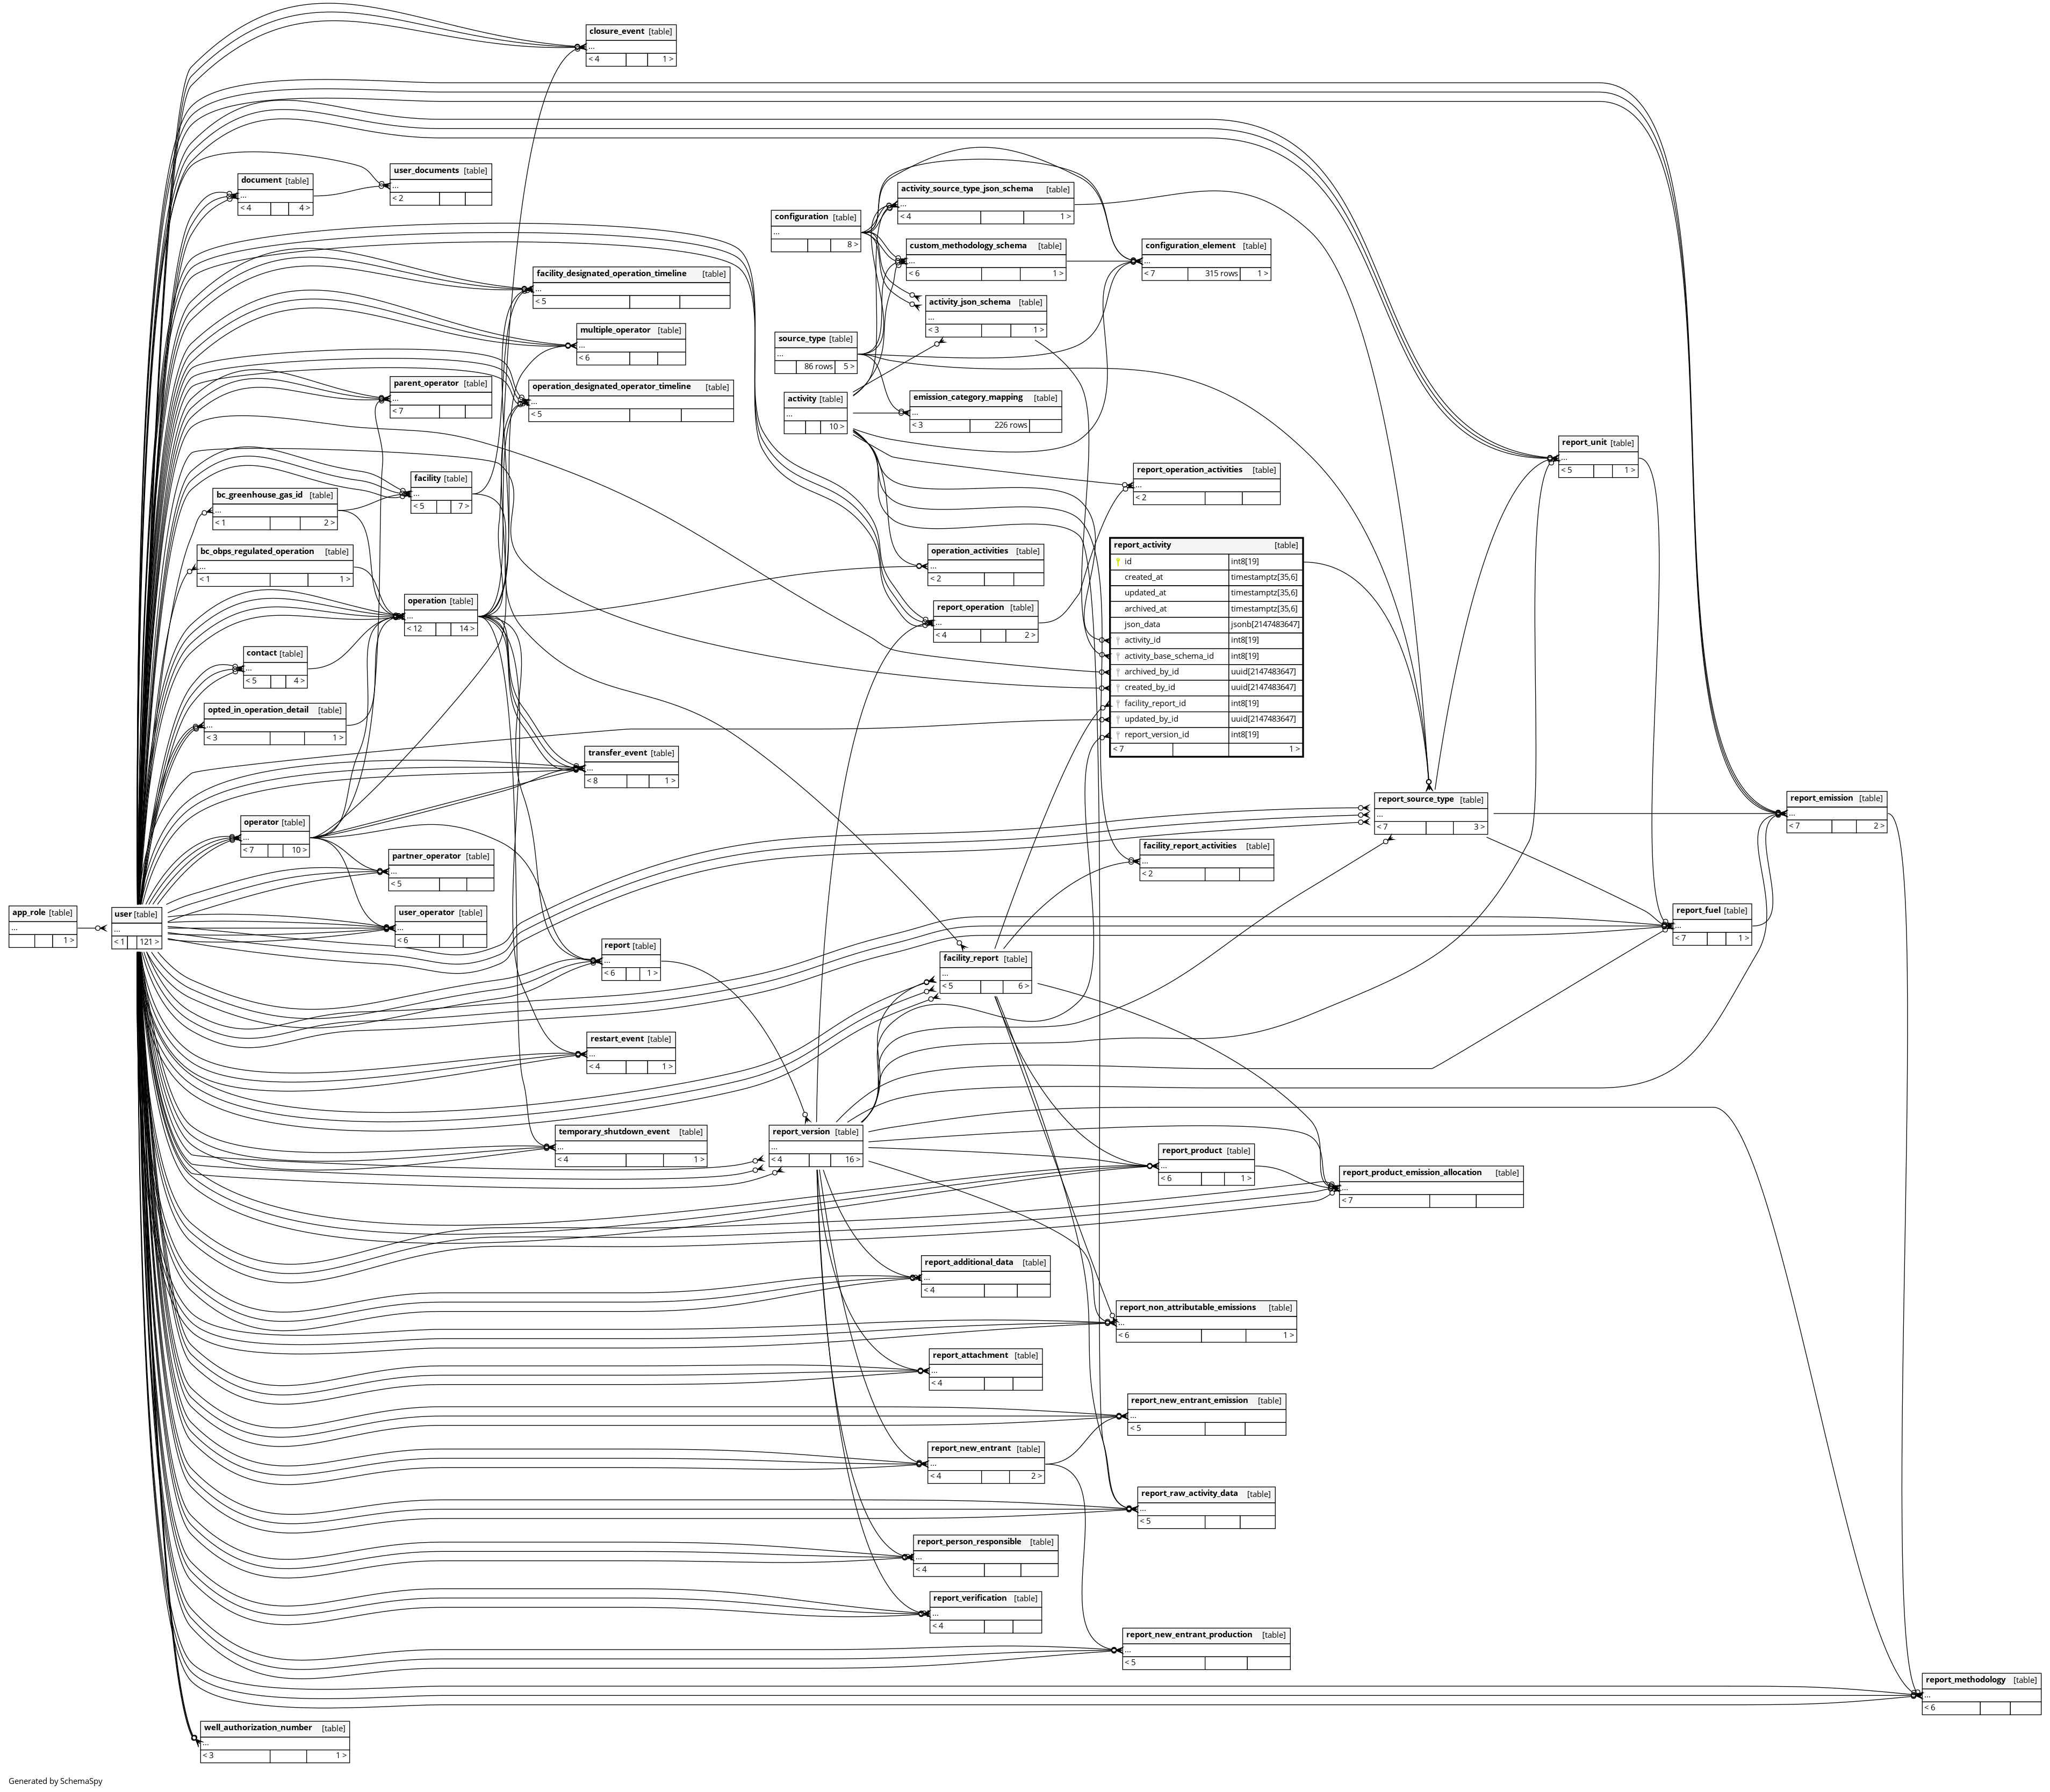 closure_event [table]
...
< 4 1 >
user_documents [table]
...
< 2
document [table]
...
< 4 4 >
activity_source_type_json_schema [table]
...
< 4 1 >
configuration [table]
...
8 >
custom_methodology_schema [table]
...
< 6 1 >
configuration_element [table]
...
< 7 315 rows 1 >
facility_designated_operation_timeline [table]
...
< 5
activity_json_schema [table]
...
< 3 1 >
multiple_operator [table]
...
< 6
source_type [table]
...
86 rows 5 >
parent_operator [table]
...
< 7
operation_designated_operator_timeline [table]
...
< 5
activity [table]
...
10 >
emission_category_mapping [table]
...
< 3 226 rows
report_unit [table]
...
< 5 1 >
report_operation_activities [table]
...
< 2
facility [table]
...
< 5 7 >
bc_greenhouse_gas_id [table]
...
< 1 2 >
bc_obps_regulated_operation [table]
...
< 1 1 >
operation_activities [table]
...
< 2
report_activity [table]
id int8[19]
created_at timestamptz[35,6]
updated_at timestamptz[35,6]
archived_at timestamptz[35,6]
json_data jsonb[2147483647]
activity_id int8[19]
activity_base_schema_id int8[19]
archived_by_id uuid[2147483647]
created_by_id uuid[2147483647]
facility_report_id int8[19]
updated_by_id uuid[2147483647]
report_version_id int8[19]
< 7 1 >
operation [table]
...
< 12 14 >
report_operation [table]
...
< 4 2 >
contact [table]
...
< 5 4 >
opted_in_operation_detail [table]
...
< 3 1 >
transfer_event [table]
...
< 8 1 >
report_source_type [table]
...
< 7 3 >
report_emission [table]
...
< 7 2 >
operator [table]
...
< 7 10 >
facility_report_activities [table]
...
< 2
partner_operator [table]
...
< 5
app_role [table]
...
1 >
user [table]
...
< 1 121 >
user_operator [table]
...
< 6
report_fuel [table]
...
< 7 1 >
report [table]
...
< 6 1 >
facility_report [table]
...
< 5 6 >
restart_event [table]
...
< 4 1 >
temporary_shutdown_event [table]
...
< 4 1 >
report_version [table]
...
< 4 16 >
report_product [table]
...
< 6 1 >
report_product_emission_allocation [table]
...
< 7
report_additional_data [table]
...
< 4
report_non_attributable_emissions [table]
...
< 6 1 >
report_attachment [table]
...
< 4
report_new_entrant_emission [table]
...
< 5
report_new_entrant [table]
...
< 4 2 >
report_raw_activity_data [table]
...
< 5
report_person_responsible [table]
...
< 4
report_verification [table]
...
< 4
report_new_entrant_production [table]
...
< 5
report_methodology [table]
...
< 6
well_authorization_number [table]
...
< 3 1 >
Generated by SchemaSpy